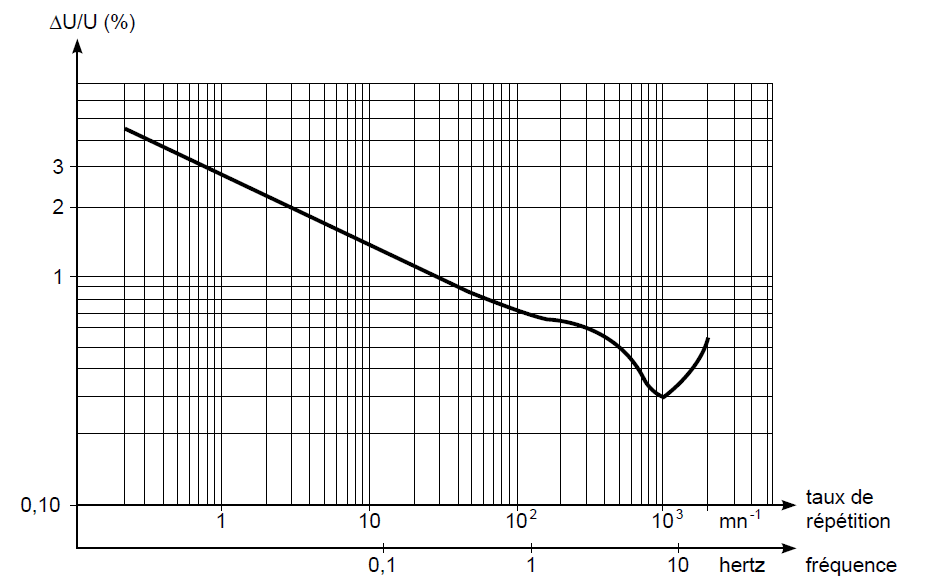 ΔU/U (%)
3
2
1
0,10
1 10 10² 10³ mn⁻¹
taux de
répétition
0,1 1 10 hertz fréquence